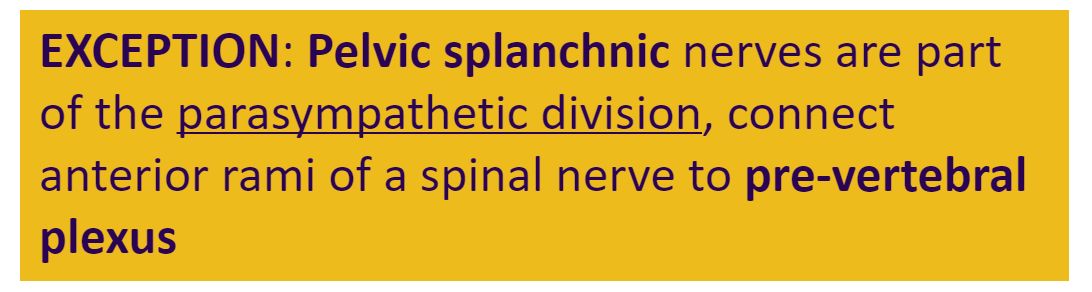 EXCEPTION: Pelvic splanchnic nerves are part
of the parasympathetic division, connect
anterior rami of a spinal nerve to pre-vertebral
plexus